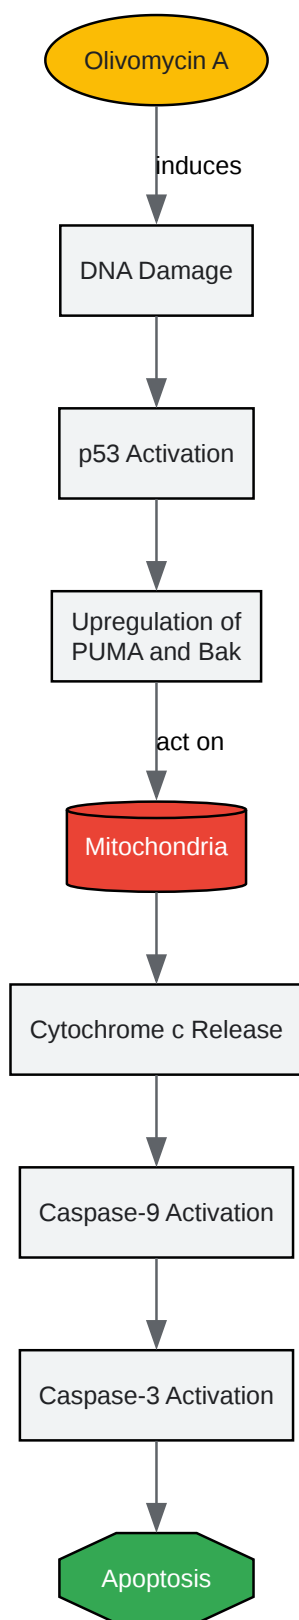 Olivomycin A
induces
DNA Damage
p53 Activation
Upregulation of
PUMA and Bak
act on
Mitochondria
Cytochrome c Release
Caspase-9 Activation
Caspase-3 Activation
Apoptosis